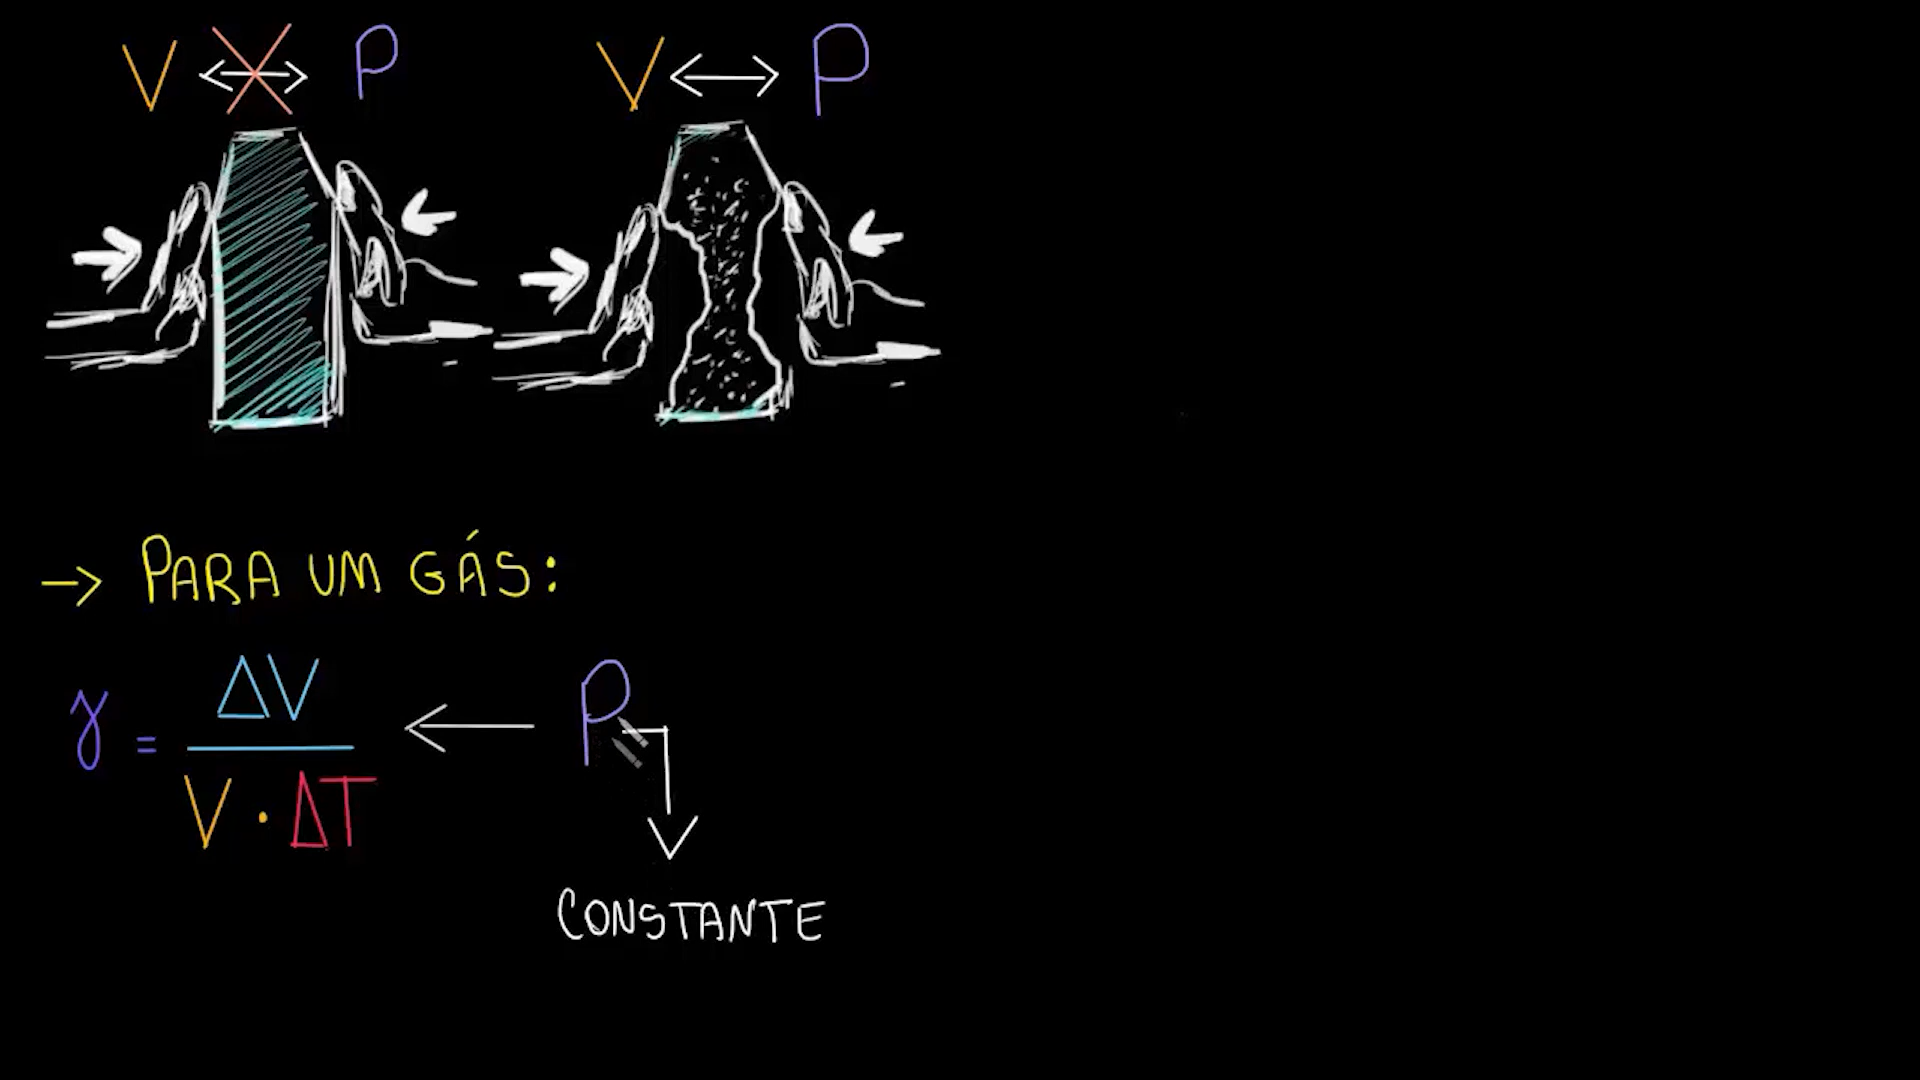 V ↔ P V ↔ P
→ PARA UM GÁS:
γ = ΔV / V · ΔT ← P
CONSTANTE